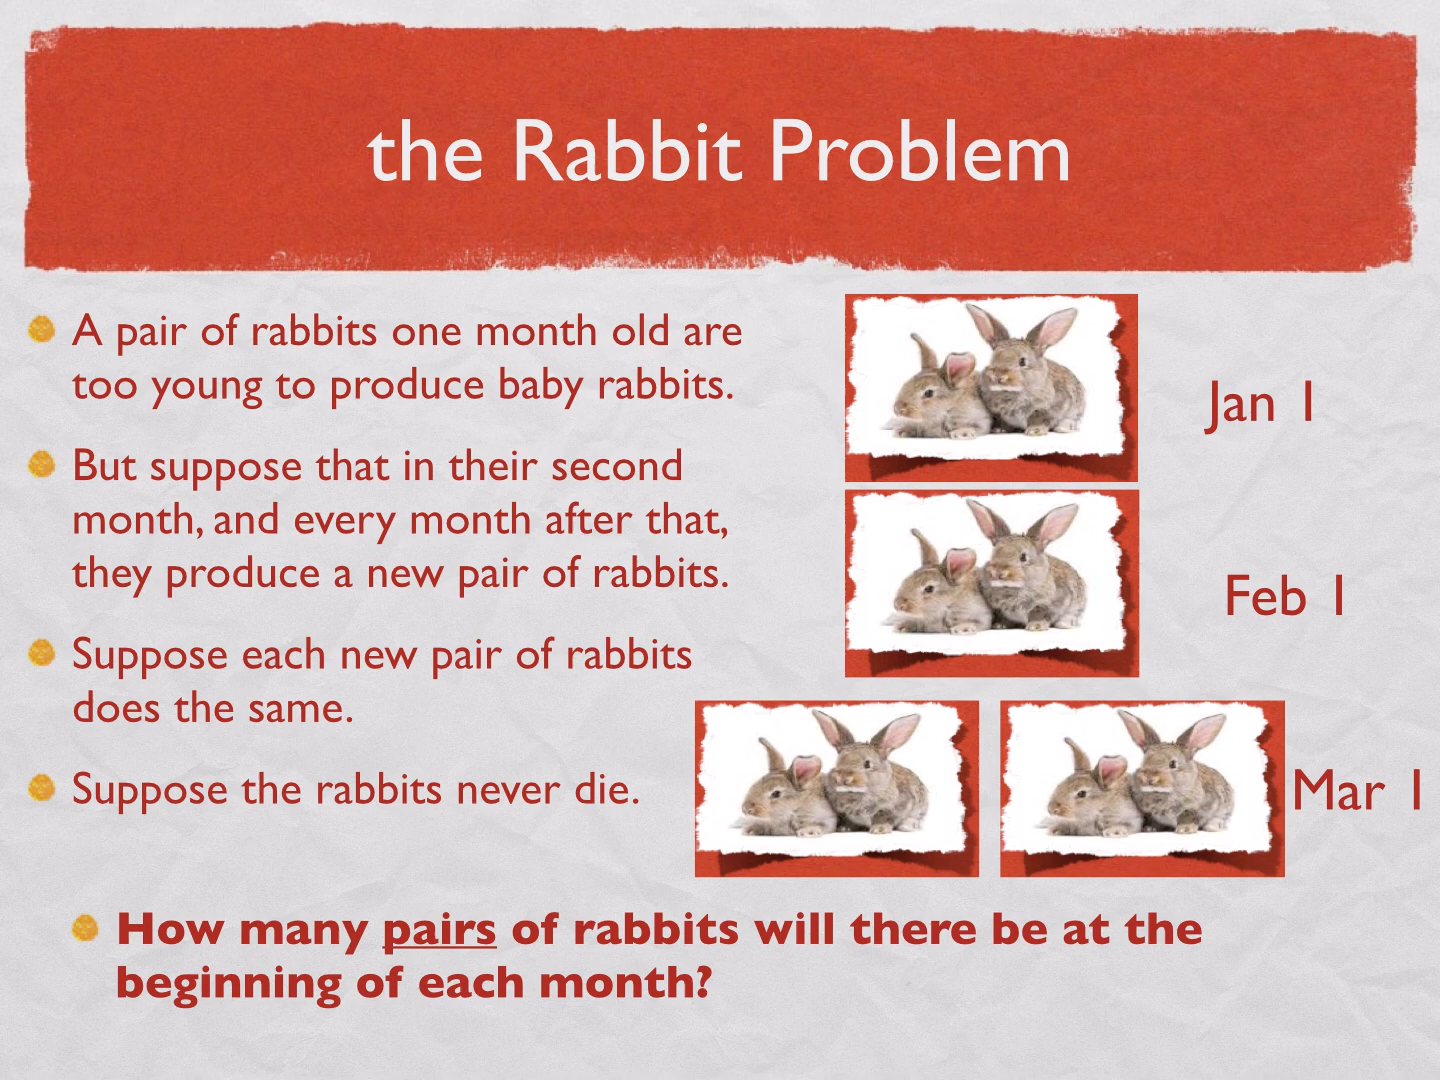 the Rabbit Problem
A pair of rabbits one month old are
too young to produce baby rabbits.
But suppose that in their second
month, and every month after that,
they produce a new pair of rabbits.
Suppose each new pair of rabbits
does the same.
Suppose the rabbits never die.
Jan 1
Feb 1
Mar 1
How many pairs of rabbits will there be at the
beginning of each month?